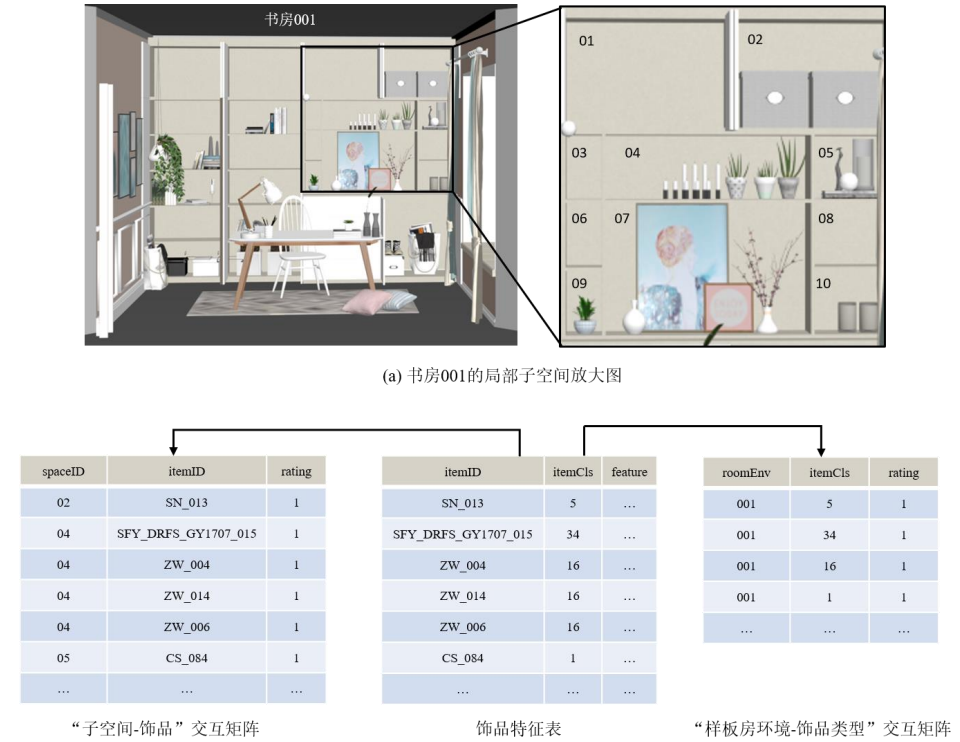 书房001
01
02
03
04
05
06
07
08
09
10
(a) 书房001的局部子空间放大图
spaceID itemID rating
02 SN_013 1
04 SFY_DRFS_GY1707_015 1
04 ZW_004 1
04 ZW_014 1
04 ZW_006 1
05 CS_084 1
… … …
“子空间-饰品”交互矩阵
itemID itemCls feature
SN_013 5 …
SFY_DRFS_GY1707_015 34 …
ZW_004 16 …
ZW_014 16 …
ZW_006 16 …
CS_084 1 …
… … …
饰品特征表
roomEnv itemCls rating
001 5 1
001 34 1
001 16 1
001 1 1
… … …
“样板房环境-饰品类型”交互矩阵